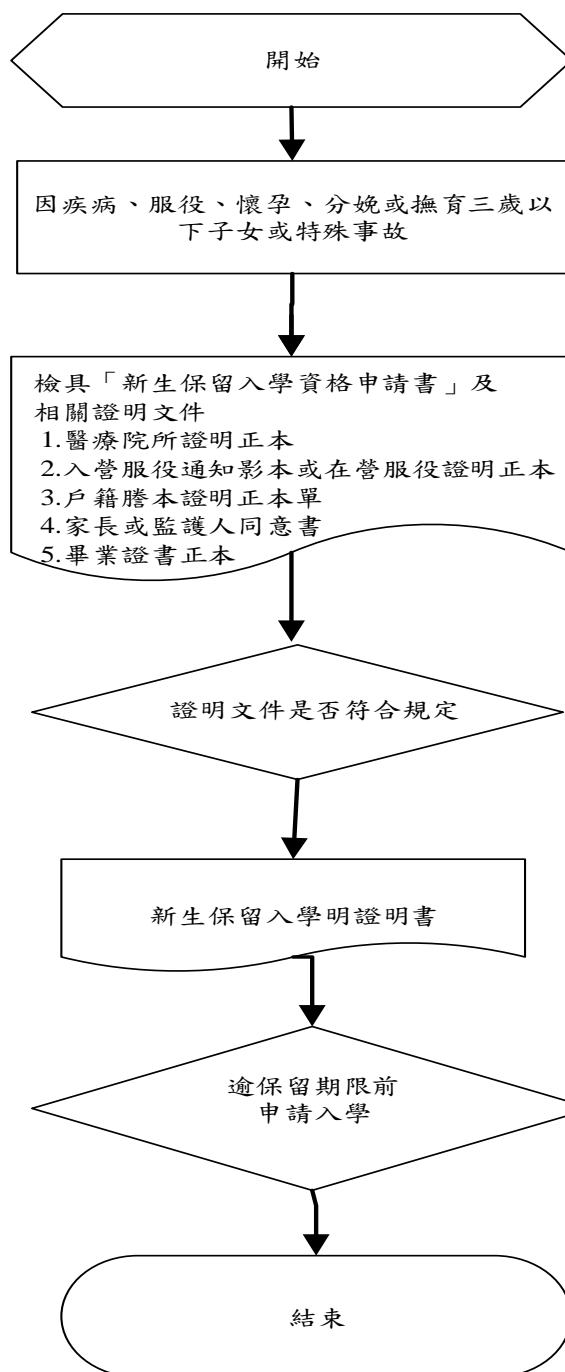 開始
因疾病、服役、懷孕、分娩或撫育三歲以
下子女或特殊事故
檢具「新生保留入學資格申請書」及
相關證明文件
1.醫療院所證明正本
2.入營服役通知影本或在營服役證明正本
3.戶籍謄本證明正本單
4.家長或監護人同意書
5.畢業證書正本
證明文件是否符合規定
新生保留入學明證明書
逾保留期限前
申請入學
結束